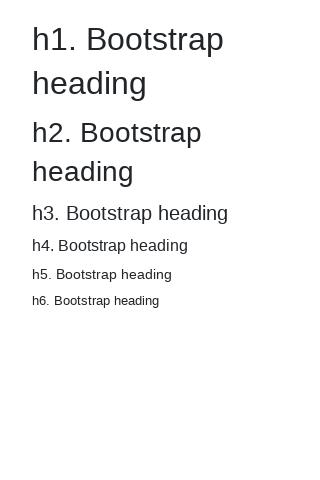 h1. Bootstrap
heading
h2. Bootstrap
heading
h3. Bootstrap heading
h4. Bootstrap heading
h5. Bootstrap heading
h6. Bootstrap heading